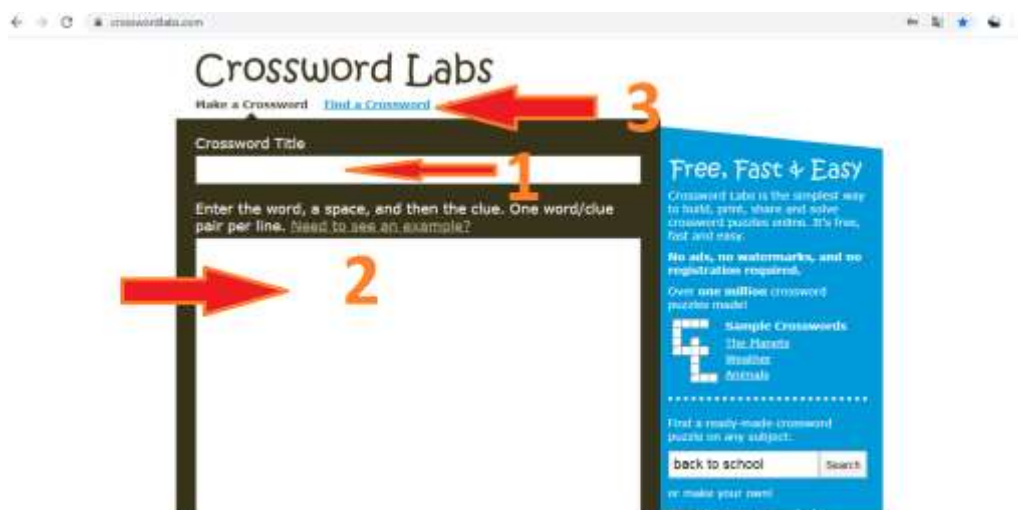 crosswordlabs.com
Crossword Labs
Make a Crossword Find a Crossword
3
Crossword Title
1
Enter the word, a space, and then the clue. One word/clue
pair per line. Need to see an example?
2
Free, Fast & Easy
Crossword Labs is the simplest way
to build, print, share and solve
crossword puzzles online. It's free,
fast and easy.
No ads, no watermarks, and no
registration required.
Over one million crossword
puzzles made!
Sample Crosswords
The Planets
Weather
Animals
Find a ready-made crossword
puzzle on any subject:
back to school Search
or make your own!